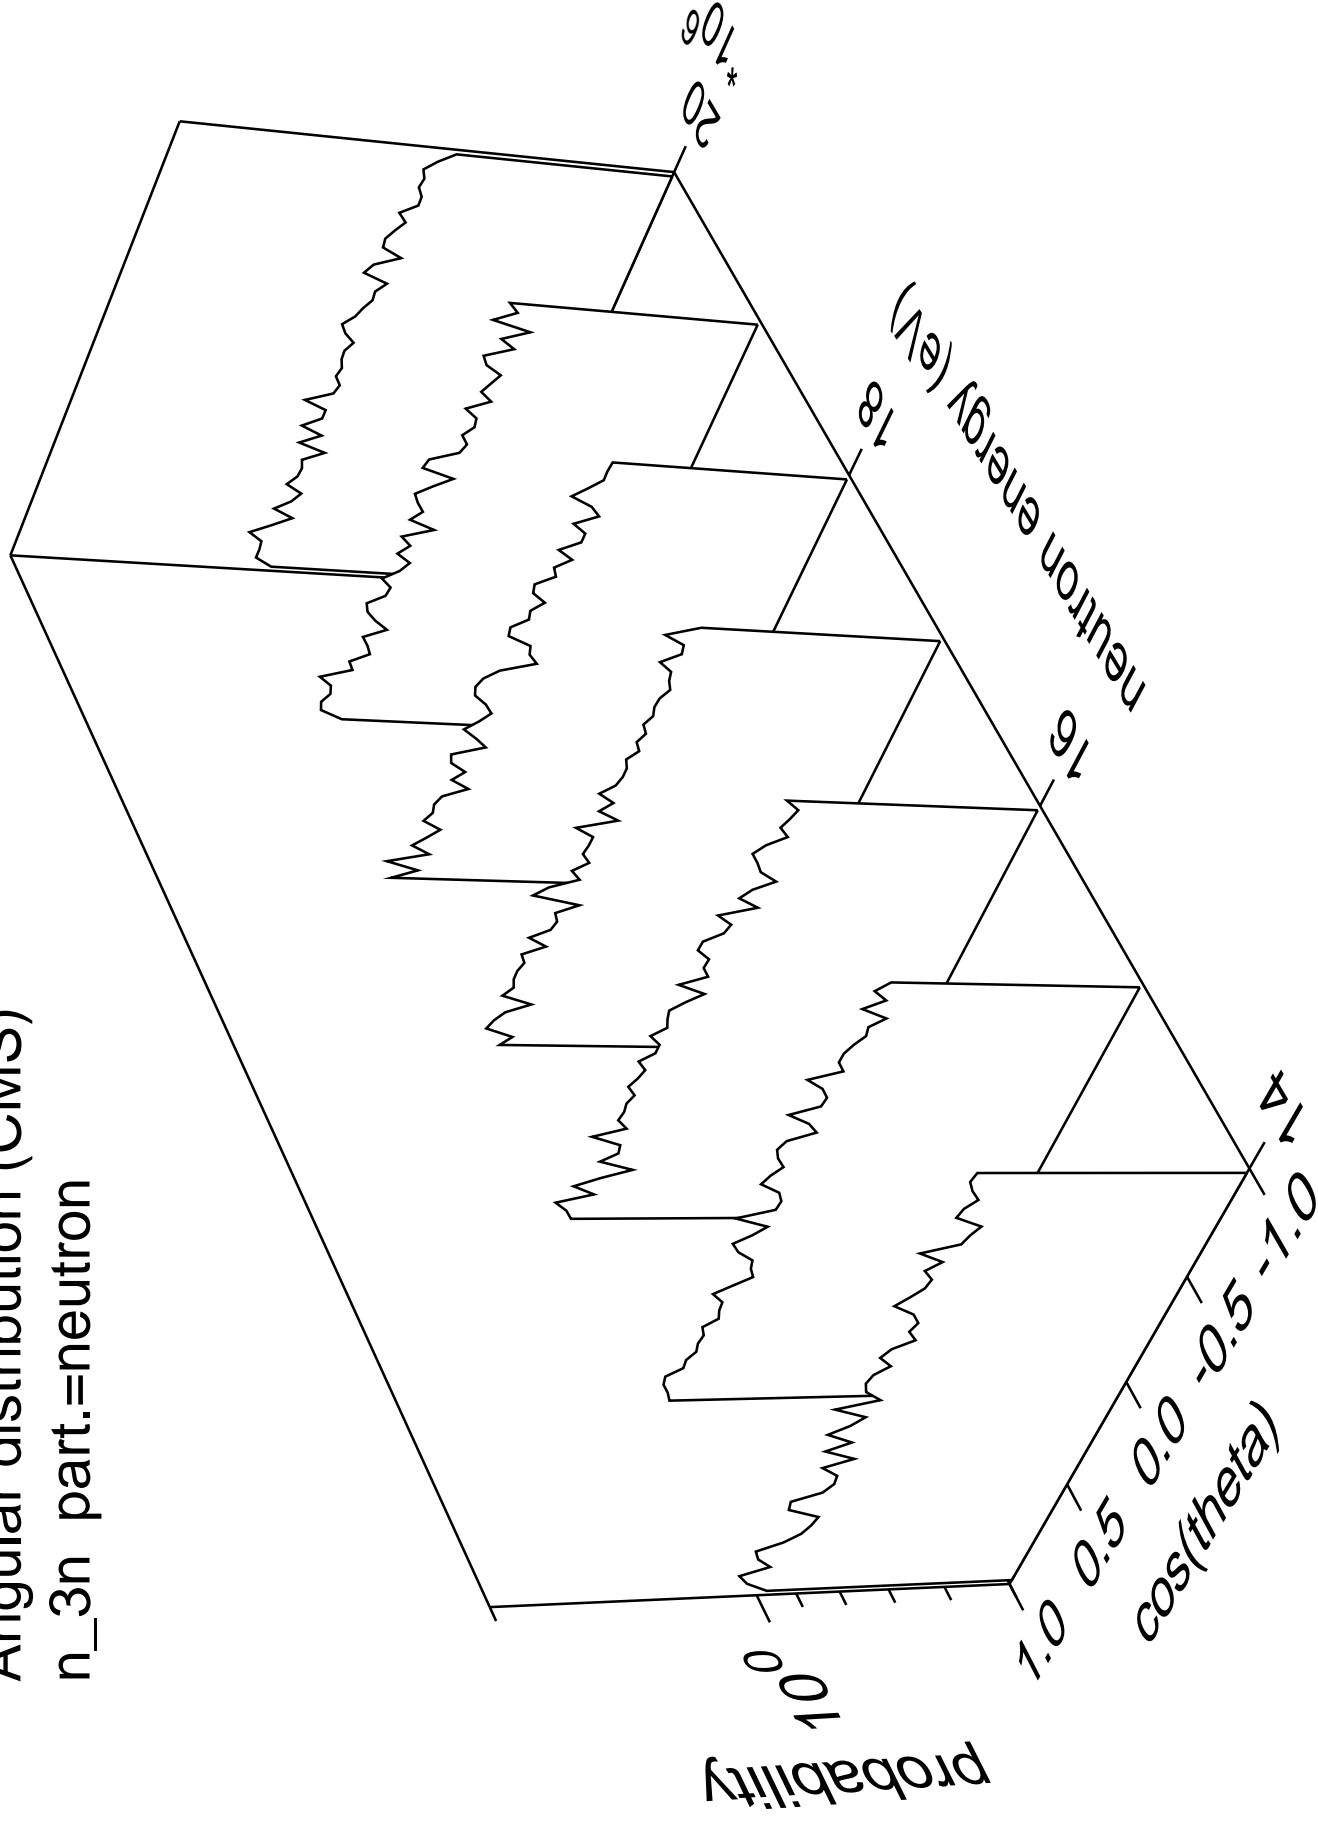 Angular distribution (CMS)
n_3n part.=neutron
probability
10^0
1.0
0.5
0.0
-0.5
-1.0
cos(theta)
14
16
18
20
*10^6
neutron energy (eV)